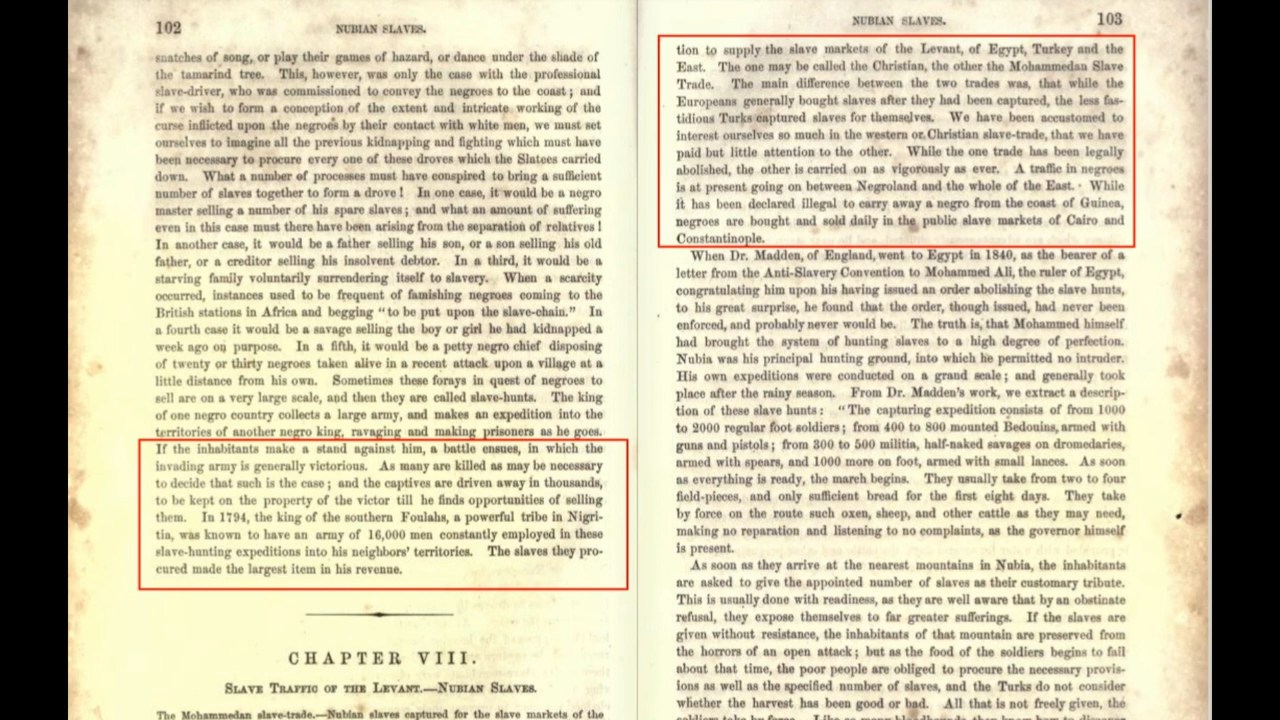 102
NUBIAN SLAVES.
snatches of song, or play their games of hazard, or dance under the shade of
the tamarind tree. This, however, was only the case with the professional
slave-driver, who was commissioned to convey the negroes to the coast; and
if we wish to form a conception of the extent and intricate working of the
curse inflicted upon the negroes by their contact with white men, we must set
ourselves to imagine all the previous kidnapping and fighting which must have
been necessary to procure every one of these droves which the Slatees carried
down. What a number of processes must have conspired to bring a sufficient
number of slaves together to form a drove! In one case, it would be a negro
master selling a number of his spare slaves; and what an amount of suffering
even in this case must there have been arising from the separation of relatives!
In another case, it would be a father selling his son, or a son selling his old
father, or a creditor selling his insolvent debtor. In a third, it would be a
starving family voluntarily surrendering itself to slavery. When a scarcity
occurred, instances used to be frequent of famishing negroes coming to the
British stations in Africa and begging "to be put upon the slave-chain." In
a fourth case it would be a savage selling the boy or girl he had kidnapped a
week ago on purpose. In a fifth, it would be a petty negro chief disposing
of twenty or thirty negroes taken alive in a recent attack upon a village at a
little distance from his own. Sometimes these forays in quest of negroes to
sell are on a very large scale, and then they are called slave-hunts. The king
of one negro country collects a large army, and makes an expedition into the
territories of another negro king, ravaging and making prisoners as he goes.
If the inhabitants make a stand against him, a battle ensues, in which the
invading army is generally victorious. As many are killed as may be necessary
to decide that such is the case; and the captives are driven away in thousands,
to be kept on the property of the victor till he finds opportunities of selling
them. In 1794, the king of the southern Foulahs, a powerful tribe in Nigri-
tia, was known to have an army of 16,000 men constantly employed in these
slave-hunting expeditions into his neighbors' territories. The slaves they pro-
cured made the largest item in his revenue.
CHAPTER VIII.
SLAVE TRAFFIC OF THE LEVANT.—NUBIAN SLAVES.
The Mohammedan slave-trade.—Nubian slaves captured for the slave markets of the
NUBIAN SLAVES.
103
tion to supply the slave markets of the Levant, of Egypt, Turkey and the
East. The one may be called the Christian, the other the Mohammedan Slave
Trade. The main difference between the two trades was, that while the
Europeans generally bought slaves after they had been captured, the less fas-
tidious Turks captured slaves for themselves. We have been accustomed to
interest ourselves so much in the western or Christian slave-trade, that we have
paid but little attention to the other. While the one trade has been legally
abolished, the other is carried on as vigorously as ever. A traffic in negroes
is at present going on between Negroland and the whole of the East. While
it has been declared illegal to carry away a negro from the coast of Guinea,
negroes are bought and sold daily in the public slave markets of Cairo and
Constantinople.
When Dr. Madden, of England, went to Egypt in 1840, as the bearer of a
letter from the Anti-Slavery Convention to Mohammed Ali, the ruler of Egypt,
congratulating him upon his having issued an order abolishing the slave hunts,
to his great surprise, he found that the order, though issued, had never been
enforced, and probably never would be. The truth is, that Mohammed himself
had brought the system of hunting slaves to a high degree of perfection.
Nubia was his principal hunting ground, into which he permitted no intruder.
His own expeditions were conducted on a grand scale; and generally took
place after the rainy season. From Dr. Madden's work, we extract a descrip-
tion of these slave hunts: "The capturing expedition consists of from 1000
to 2000 regular foot soldiers; from 400 to 800 mounted Bedouins, armed with
guns and pistols; from 300 to 500 militia, half-naked savages on dromedaries,
armed with spears, and 1000 more on foot, armed with small lances. As soon
as everything is ready, the march begins. They usually take from two to four
field-pieces, and only sufficient bread for the first eight days. They take
by force on the route such oxen, sheep, and other cattle as they may need,
making no reparation and listening to no complaints, as the governor himself
is present.
As soon as they arrive at the nearest mountains in Nubia, the inhabitants
are asked to give the appointed number of slaves as their customary tribute.
This is usually done with readiness, as they are well aware that by an obstinate
refusal, they expose themselves to far greater sufferings. If the slaves are
given without resistance, the inhabitants of that mountain are preserved from
the horrors of an open attack; but as the food of the soldiers begins to fail
about that time, the poor people are obliged to procure the necessary provis-
ions as well as the specified number of slaves, and the Turks do not consider
whether the harvest has been good or bad. All that is not freely given, the